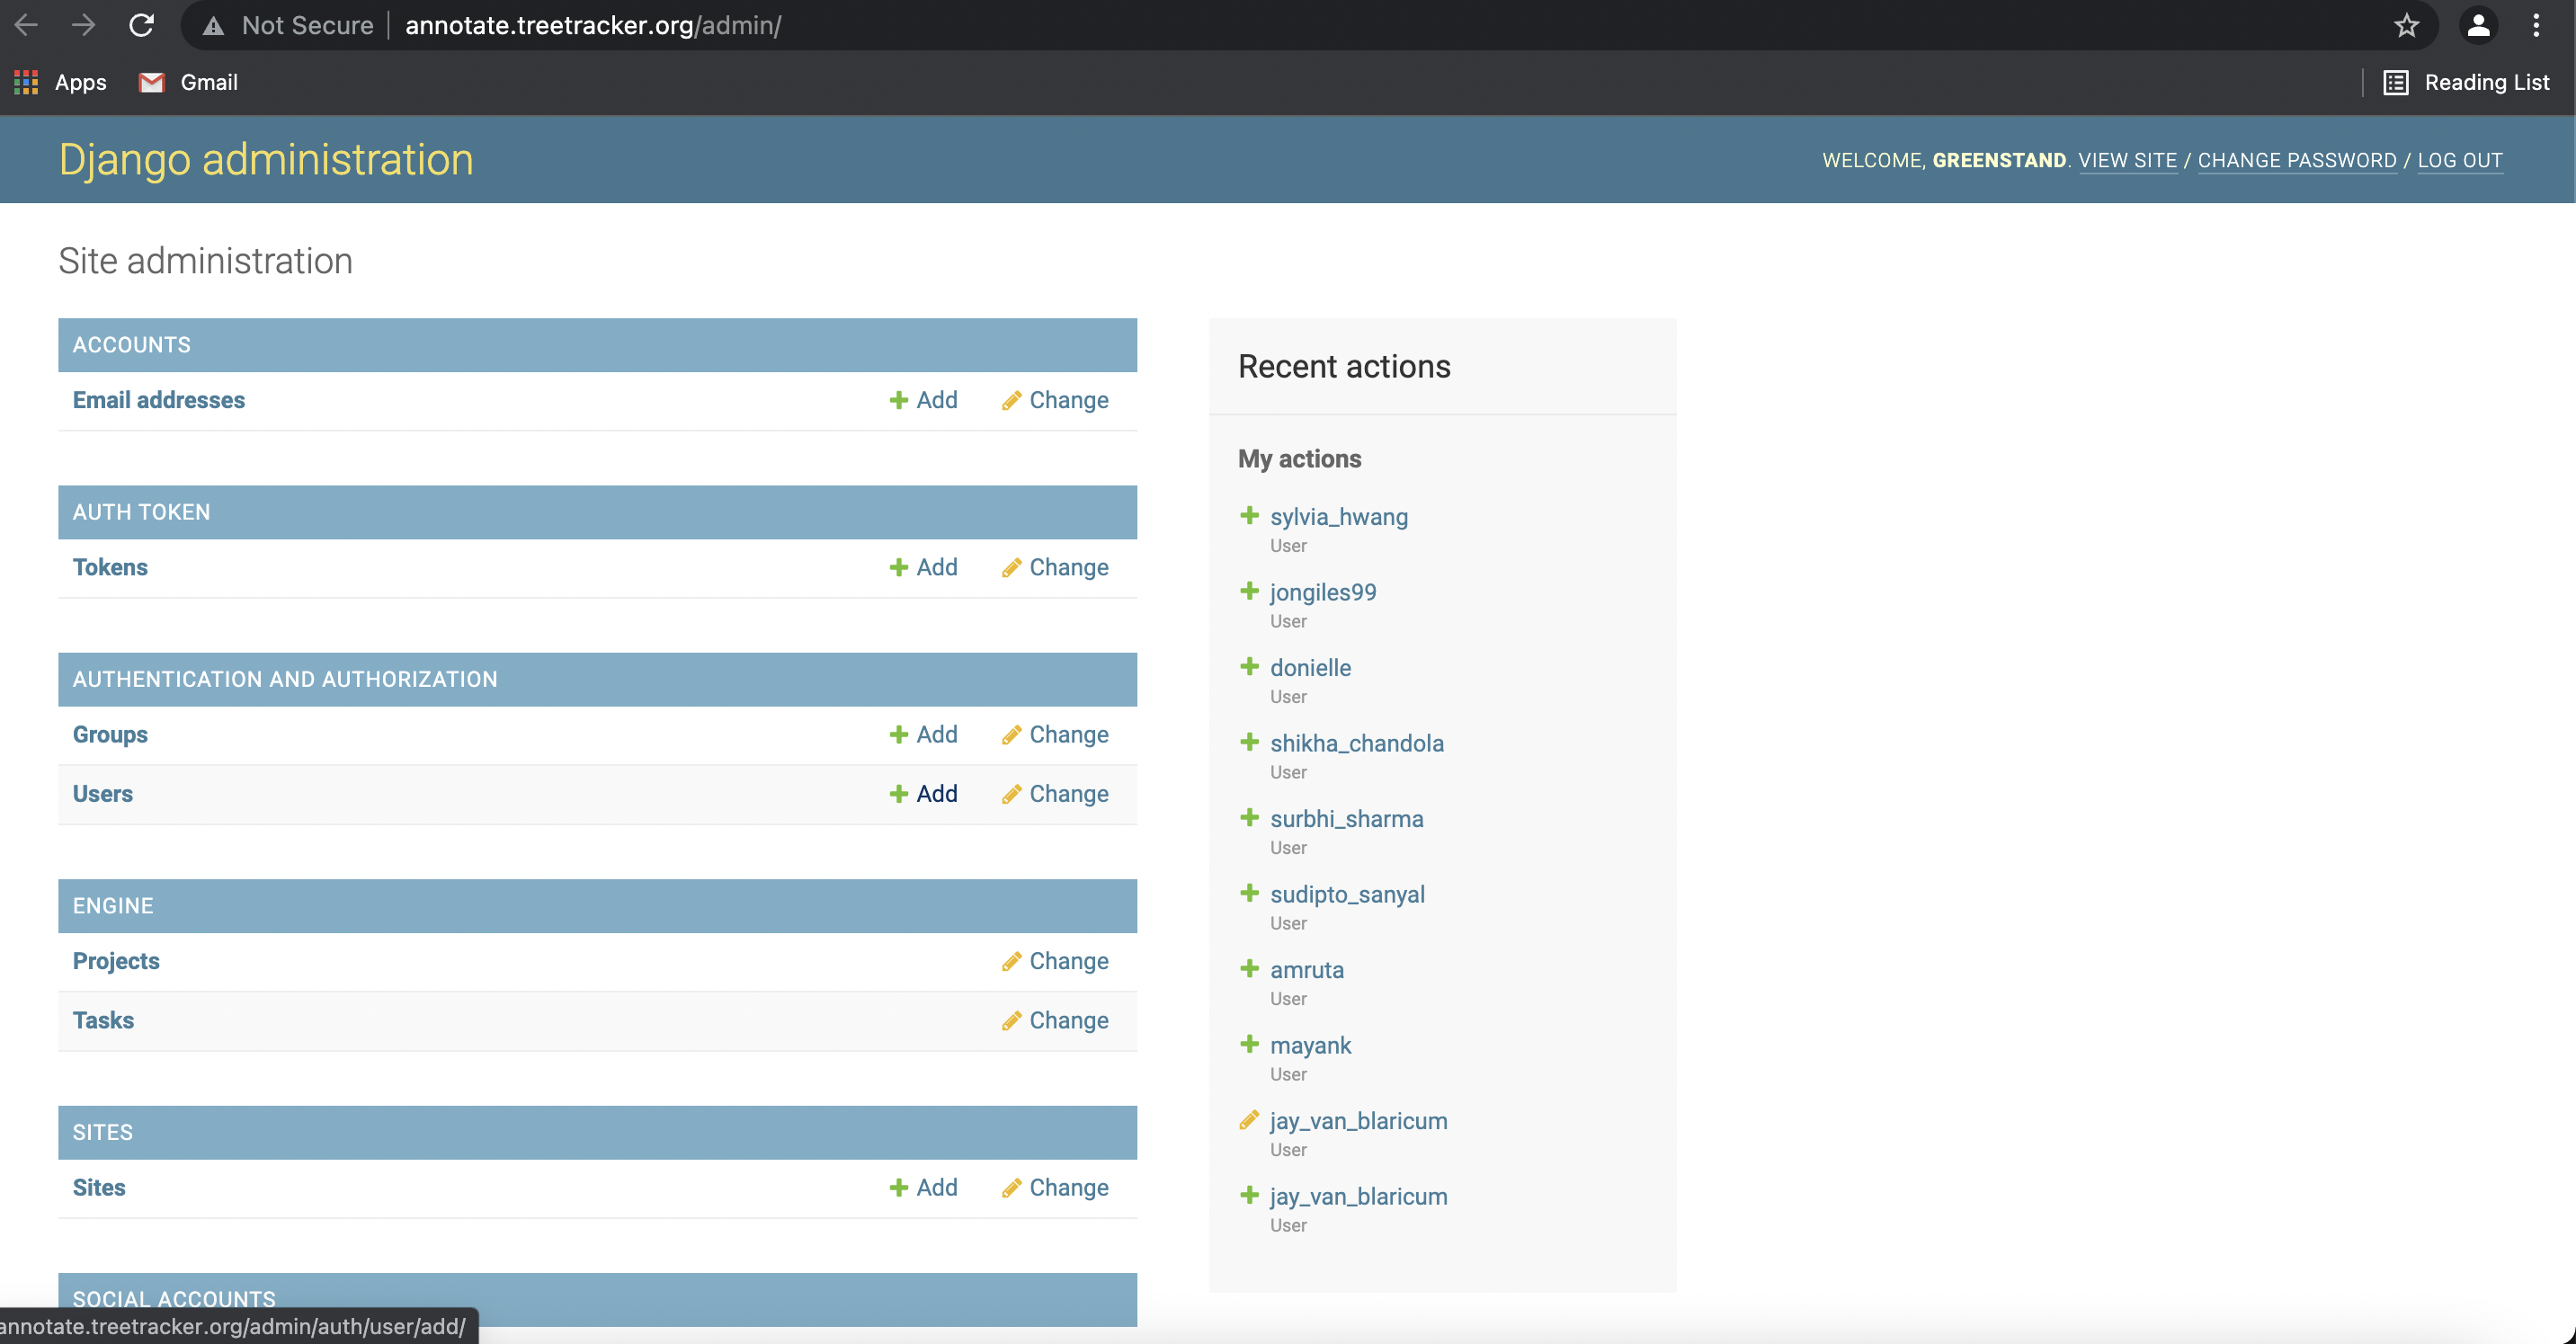 Not Secure annotate.treetracker.org/admin/
Apps Gmail Reading List
Django administration
WELCOME, GREENSTAND. VIEW SITE / CHANGE PASSWORD / LOG OUT
Site administration
ACCOUNTS
Email addresses Add Change
AUTH TOKEN
Tokens Add Change
AUTHENTICATION AND AUTHORIZATION
Groups Add Change
Users Add Change
ENGINE
Projects Change
Tasks Change
SITES
Sites Add Change
SOCIAL ACCOUNTS
annotate.treetracker.org/admin/auth/user/add/
Recent actions
My actions
sylvia_hwang
User
jongiles99
User
donielle
User
shikha_chandola
User
surbhi_sharma
User
sudipto_sanyal
User
amruta
User
mayank
User
jay_van_blaricum
User
jay_van_blaricum
User